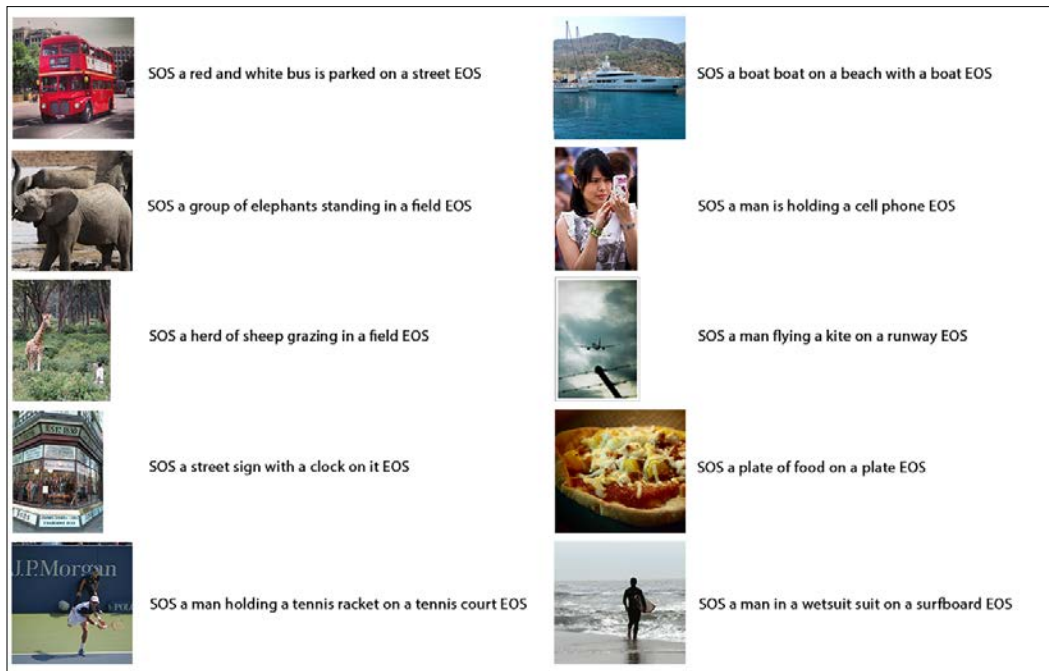 SOS a red and white bus is parked on a street EOS
SOS a boat boat on a beach with a boat EOS
SOS a group of elephants standing in a field EOS
SOS a man is holding a cell phone EOS
SOS a herd of sheep grazing in a field EOS
SOS a man flying a kite on a runway EOS
SOS a street sign with a clock on it EOS
SOS a plate of food on a plate EOS
J.P.Morgan
SOS a man holding a tennis racket on a tennis court EOS
SOS a man in a wetsuit suit on a surfboard EOS